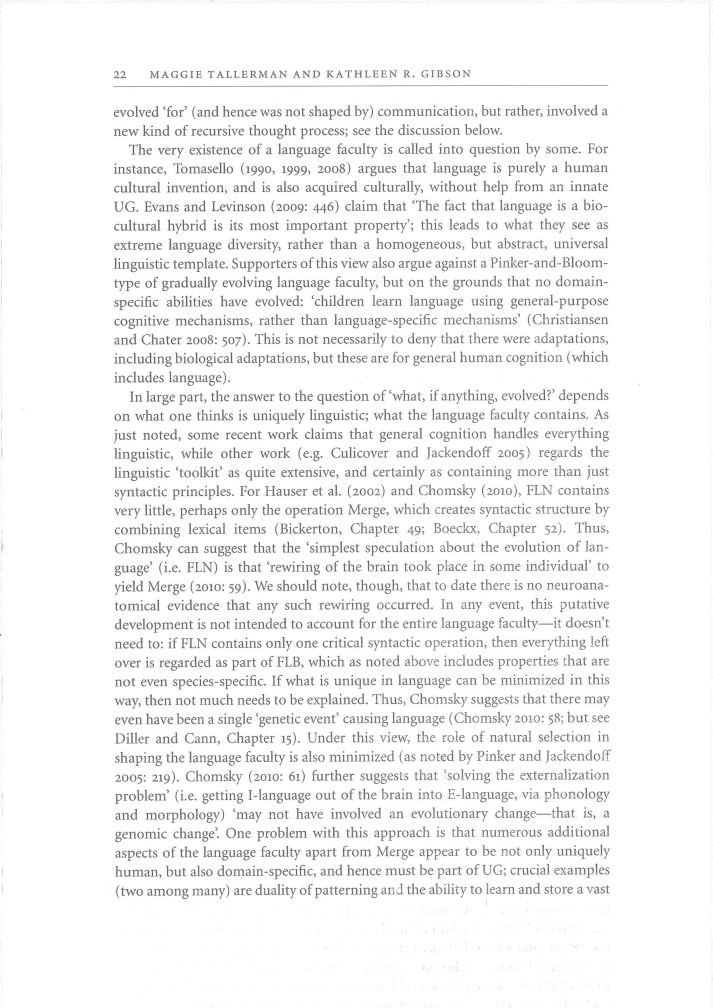 22 MAGGIE TALLERMAN AND KATHLEEN R. GIBSON
evolved ‘for’ (and hence was not shaped by) communication, but rather, involved a
new kind of recursive thought process; see the discussion below.
The very existence of a language faculty is called into question by some. For
instance, Tomasello (1990, 1999, 2008) argues that language is purely a human
cultural invention, and is also acquired culturally, without help from an innate
UG. Evans and Levinson (2009: 446) claim that ‘The fact that language is a bio-
cultural hybrid is its most important property’; this leads to what they see as
extreme language diversity, rather than a homogeneous, but abstract, universal
linguistic template. Supporters of this view also argue against a Pinker-and-Bloom-
type of gradually evolving language faculty, but on the grounds that no domain-
specific abilities have evolved: ‘children learn language using general-purpose
cognitive mechanisms, rather than language-specific mechanisms’ (Christiansen
and Chater 2008: 507). This is not necessarily to deny that there were adaptations,
including biological adaptations, but these are for general human cognition (which
includes language).
In large part, the answer to the question of ‘what, if anything, evolved?’ depends
on what one thinks is uniquely linguistic; what the language faculty contains. As
just noted, some recent work claims that general cognition handles everything
linguistic, while other work (e.g. Culicover and Jackendoff 2005) regards the
linguistic ‘toolkit’ as quite extensive, and certainly as containing more than just
syntactic principles. For Hauser et al. (2002) and Chomsky (2010), FLN contains
very little, perhaps only the operation Merge, which creates syntactic structure by
combining lexical items (Bickerton, Chapter 49; Boeckx, Chapter 52). Thus,
Chomsky can suggest that the ‘simplest speculation about the evolution of lan-
guage’ (i.e. FLN) is that ‘rewiring of the brain took place in some individual’ to
yield Merge (2010: 59). We should note, though, that to date there is no neuroana-
tomical evidence that any such rewiring occurred. In any event, this putative
development is not intended to account for the entire language faculty—it doesn’t
need to: if FLN contains only one critical syntactic operation, then everything left
over is regarded as part of FLB, which as noted above includes properties that are
not even species-specific. If what is unique in language can be minimized in this
way, then not much needs to be explained. Thus, Chomsky suggests that there may
even have been a single ‘genetic event’ causing language (Chomsky 2010: 58; but see
Diller and Cann, Chapter 15). Under this view, the role of natural selection in
shaping the language faculty is also minimized (as noted by Pinker and Jackendoff
2005: 219). Chomsky (2010: 61) further suggests that ‘solving the externalization
problem’ (i.e. getting I-language out of the brain into E-language, via phonology
and morphology) ‘may not have involved an evolutionary change—that is, a
genomic change’. One problem with this approach is that numerous additional
aspects of the language faculty apart from Merge appear to be not only uniquely
human, but also domain-specific, and hence must be part of UG; crucial examples
(two among many) are duality of patterning and the ability to learn and store a vast